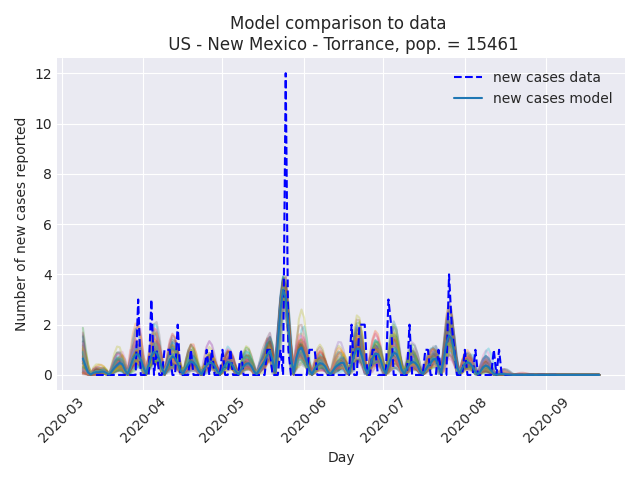 Model comparison to data
US - New Mexico - Torrance, pop. = 15461
new cases data
new cases model
Number of new cases reported
12
10
8
6
4
2
0
2020-03
2020-04
2020-05
2020-06
2020-07
2020-08
2020-09
Day